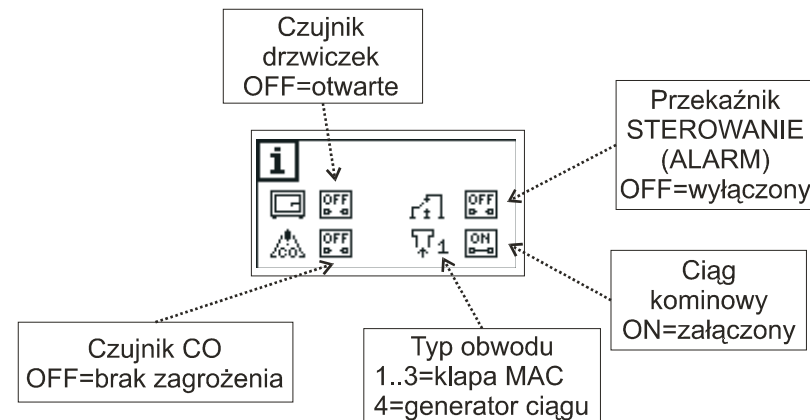 Czujnik
drzwiczek
OFF=otwarte
Przekaźnik
STEROWANIE
(ALARM)
OFF=wyłączony
i
OFF
OFF
CO
OFF
1
ON
Ciąg
kominowy
ON=załączony
Czujnik CO
OFF=brak zagrożenia
Typ obwodu
1..3=klapa MAC
4=generator ciągu